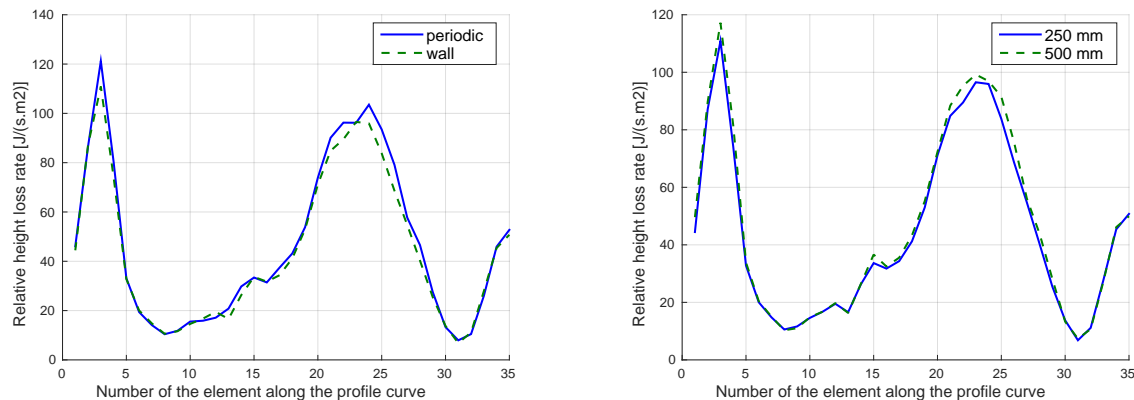 140
120
100
80
60
40
20
0
Relative height loss rate [J/(s.m2)]
periodic
wall
0 5 10 15 20 25 30 35
Number of the element along the profile curve
120
100
80
60
40
20
0
Relative height loss rate [J/(s.m2)]
250 mm
500 mm
0 5 10 15 20 25 30 35
Number of the element along the profile curve